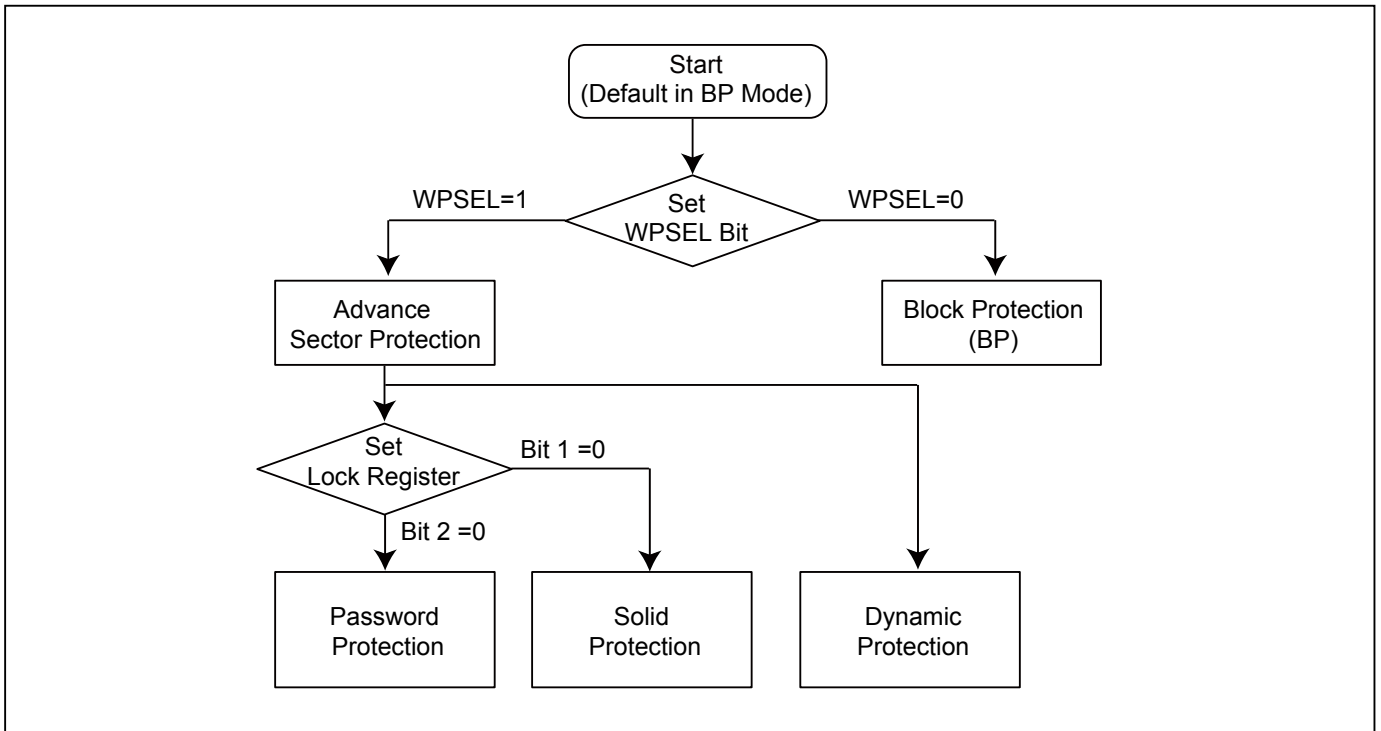 Start
(Default in BP Mode)
WPSEL=1
Set
WPSEL Bit
WPSEL=0
Advance
Sector Protection
Block Protection
(BP)
Set
Lock Register
Bit 1 =0
Bit 2 =0
Password
Protection
Solid
Protection
Dynamic
Protection